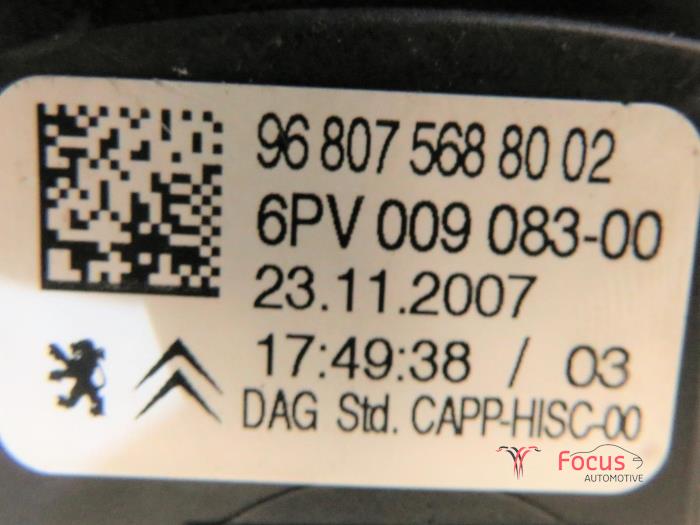 96 807 568 80 02
6PV 009 083-00
23.11.2007
17:49:38 / 03
DAG Std. CAPP-HISC-00
Focus
AUTOMOTIVE